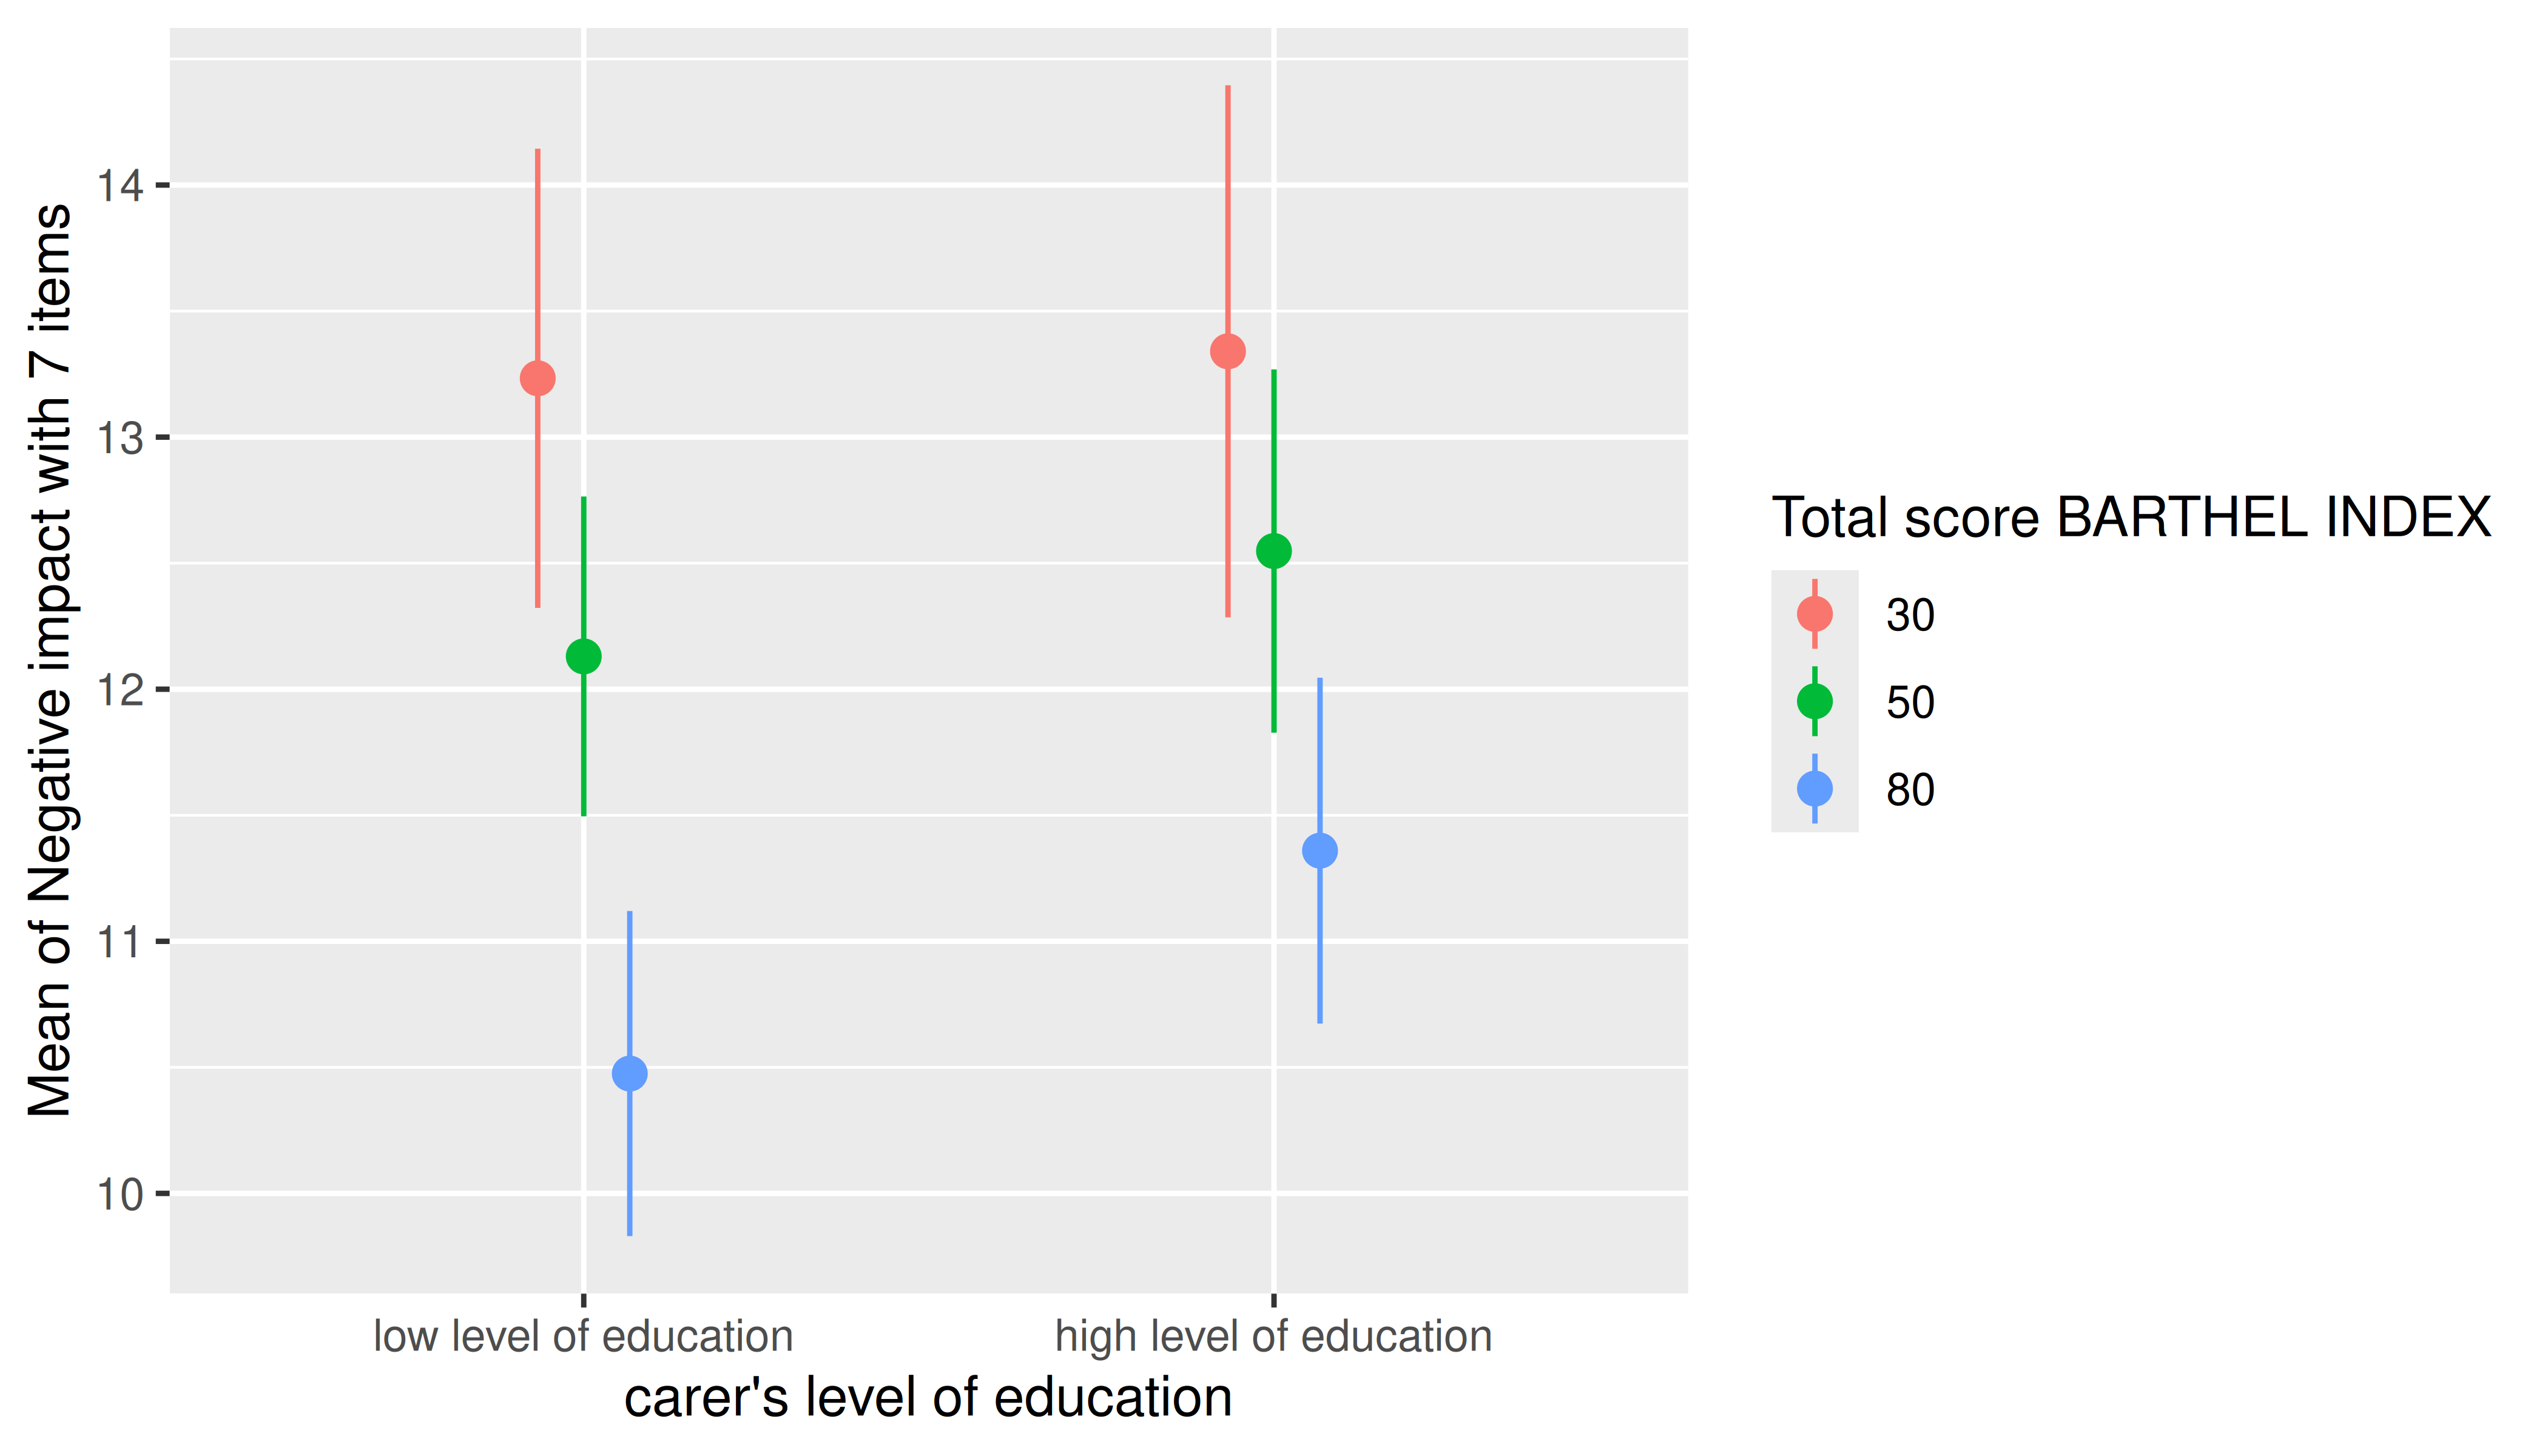 Mean of Negative impact with 7 items
14
13
12
11
10
low level of education
high level of education
carer's level of education
Total score BARTHEL INDEX
30
50
80